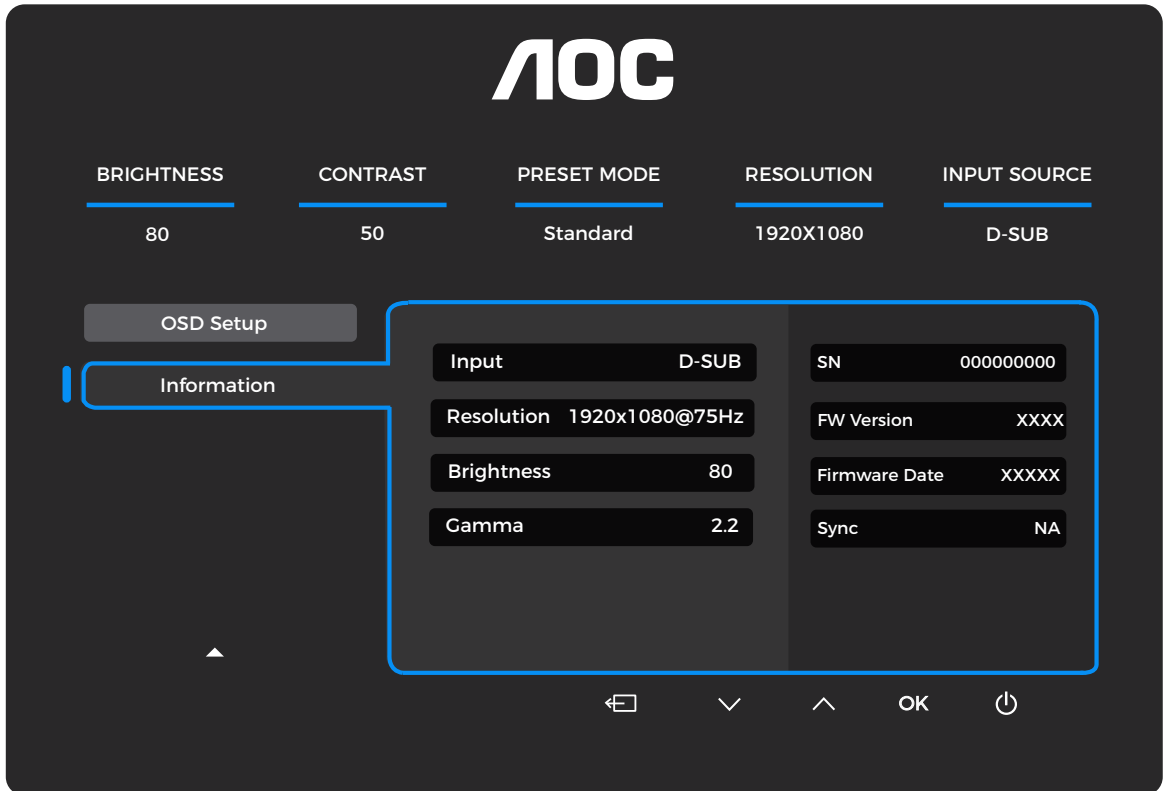 AOC
BRIGHTNESS CONTRAST PRESET MODE RESOLUTION INPUT SOURCE
80 50 Standard 1920X1080 D-SUB
OSD Setup
Information
Input D-SUB
Resolution 1920x1080@75Hz
Brightness 80
Gamma 2.2
SN 000000000
FW Version XXXX
Firmware Date XXXXX
Sync NA
OK